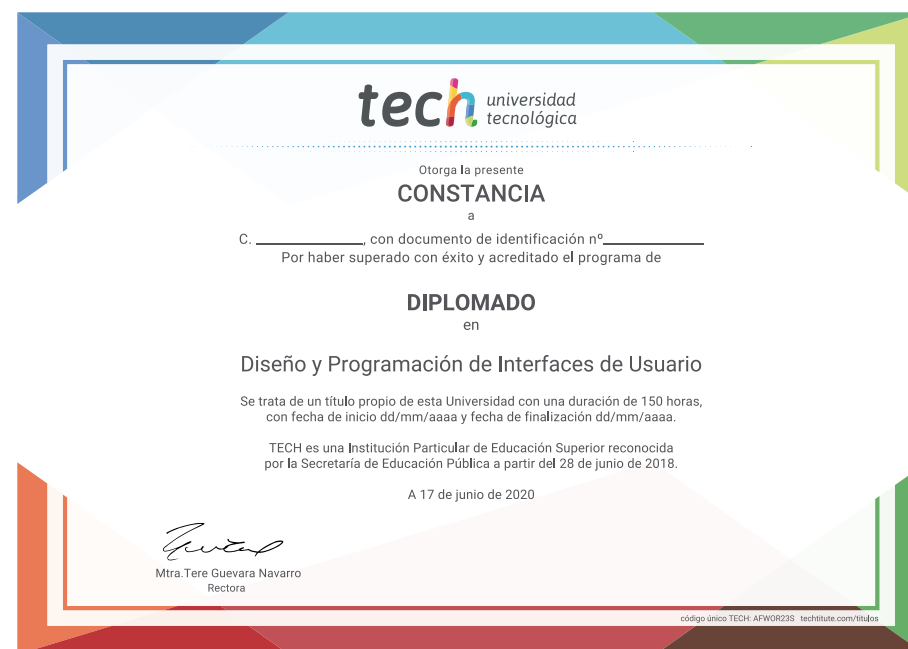 tech universidad
tecnológica
Otorga la presente
CONSTANCIA
a
C. ______________, con documento de identificación nº_____________
Por haber superado con éxito y acreditado el programa de
DIPLOMADO
en
Diseño y Programación de Interfaces de Usuario
Se trata de un título propio de esta Universidad con una duración de 150 horas,
con fecha de inicio dd/mm/aaaa y fecha de finalización dd/mm/aaaa.
TECH es una Institución Particular de Educación Superior reconocida
por la Secretaría de Educación Pública a partir del 28 de junio de 2018.
A 17 de junio de 2020
Mtra.Tere Guevara Navarro
Rectora
código único TECH: AFWOR23S techtitute.com/titulos